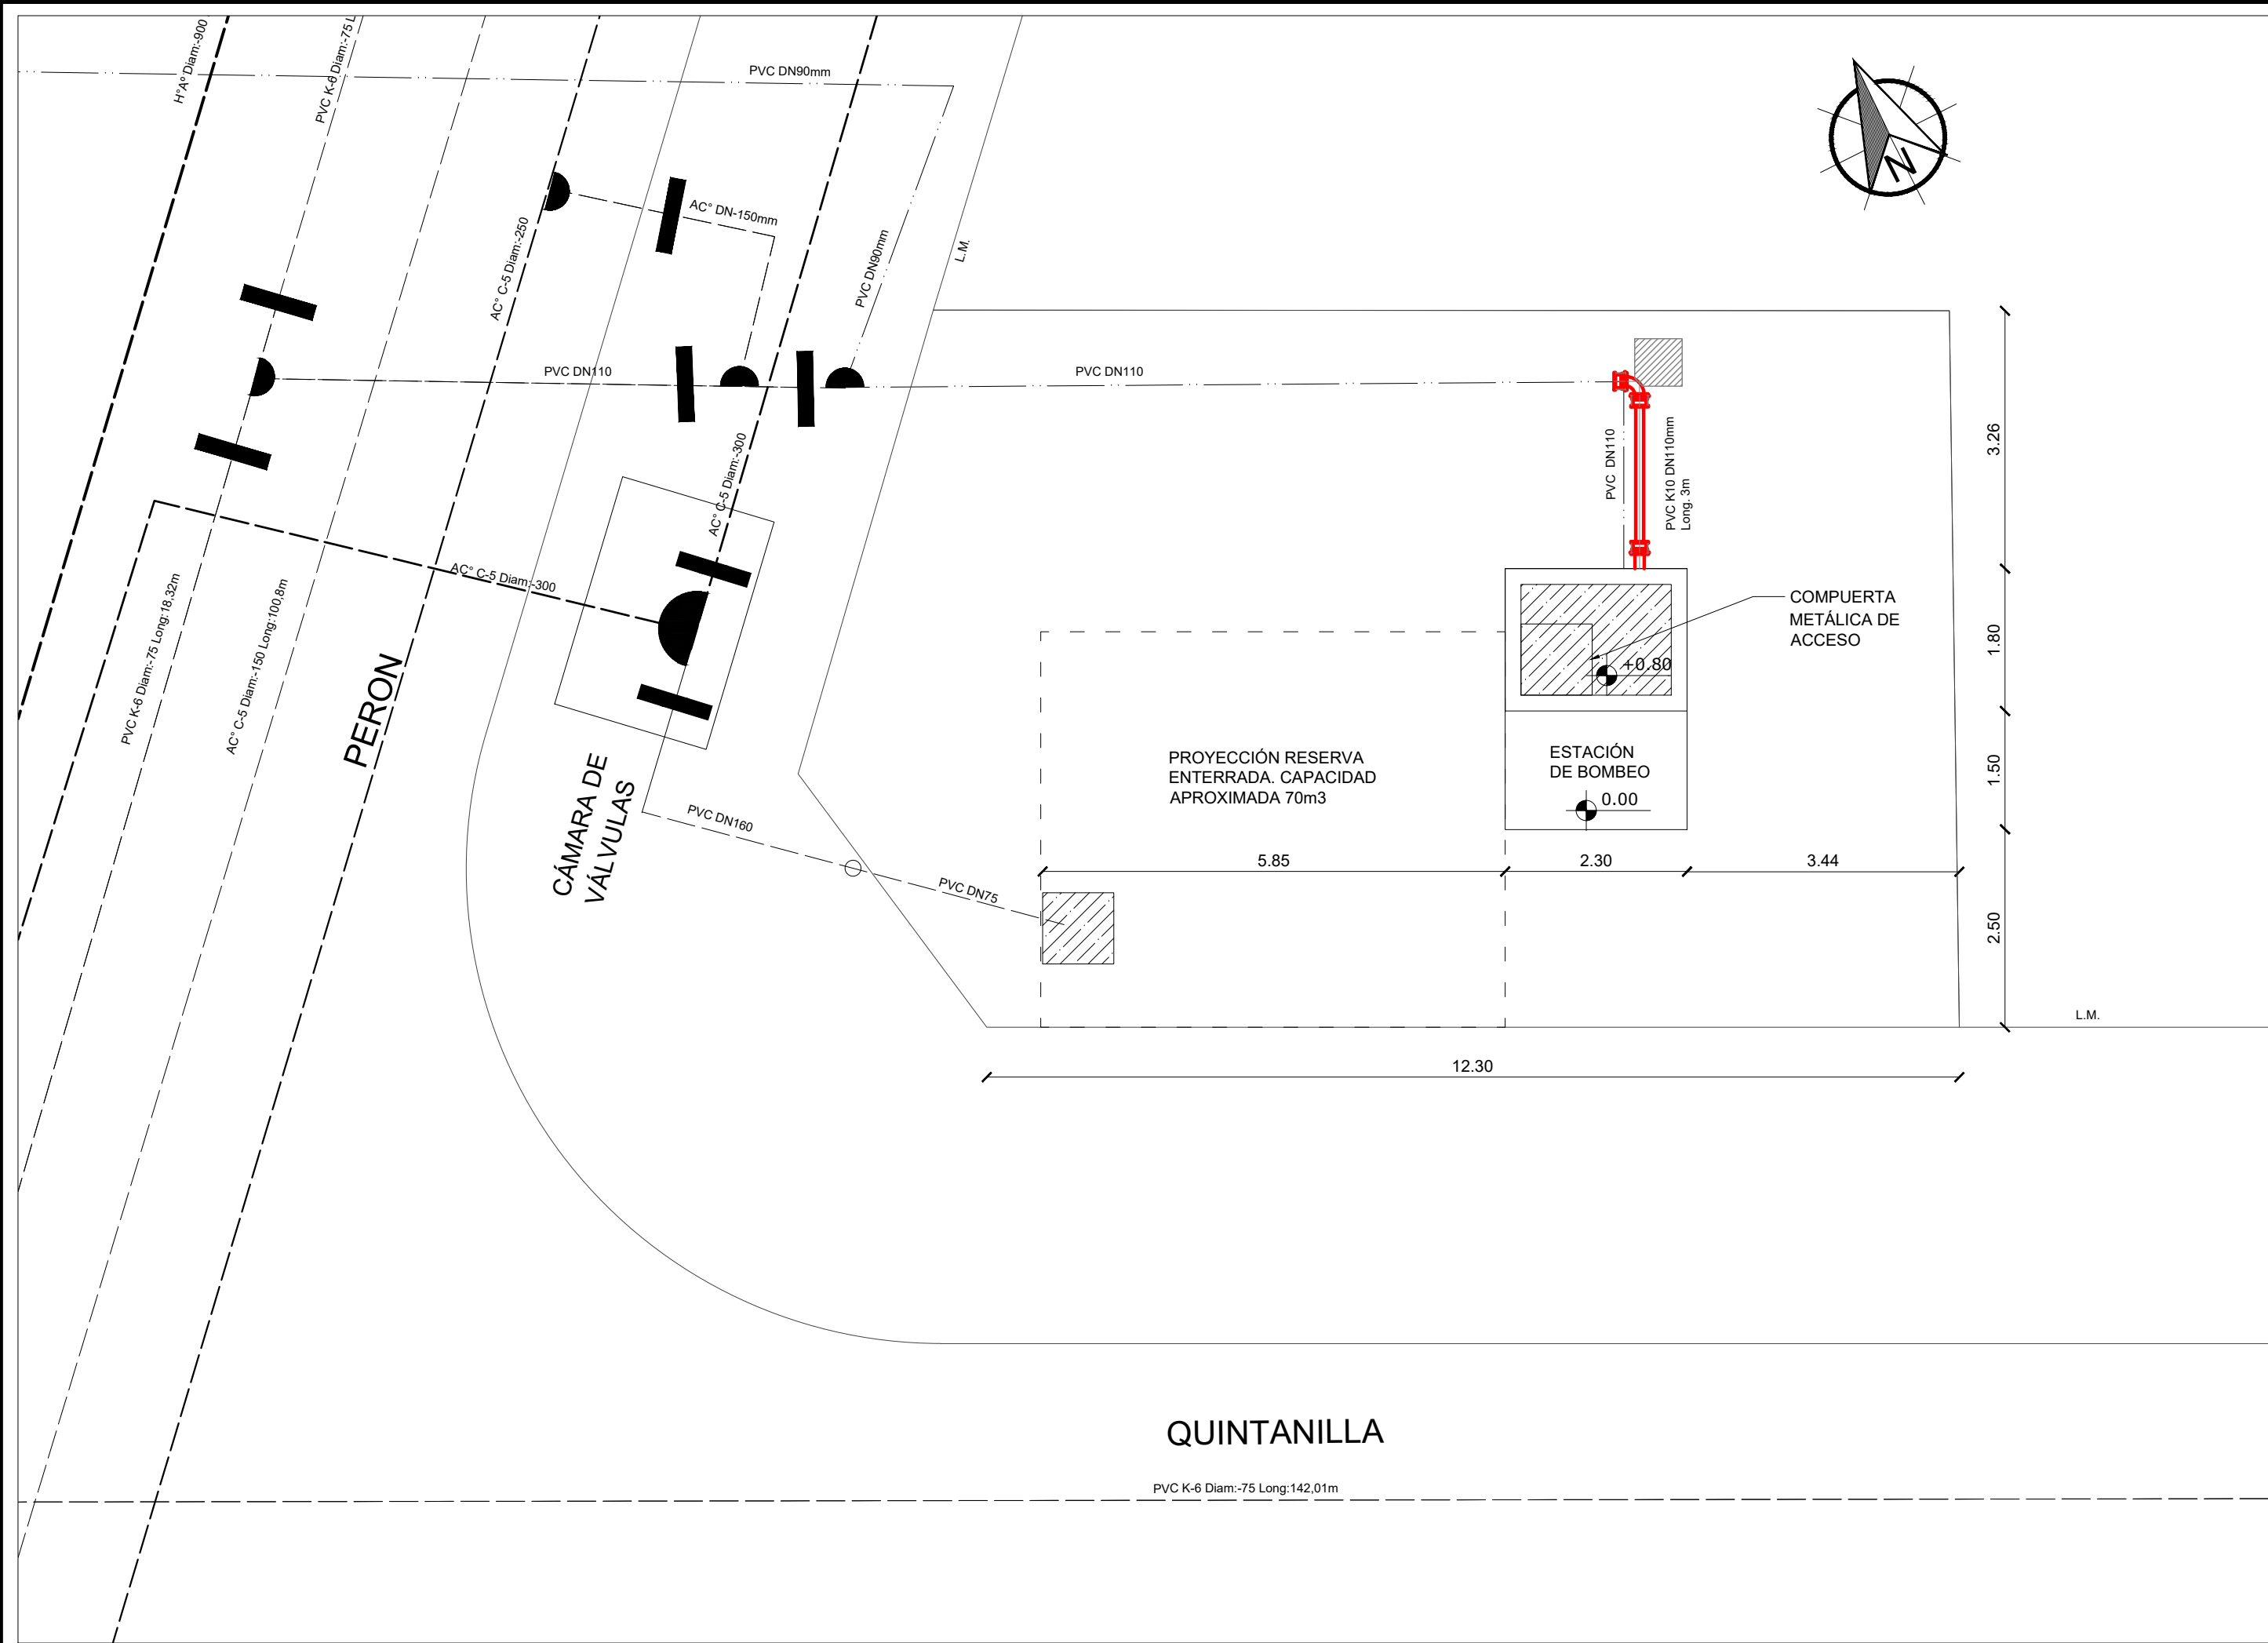 H°A° Diam:-900
PVC K-6 Diam:-75 L
PVC DN90mm
N
AC° DN-150mm
AC° C-5 Diam:-250
PVC DN90mm
L.M.
PVC DN110
PVC DN110
PVC DN110
PVC K10 DN110mm
Long. 3m
3.26
AC° C-5 Diam:-300
AC° C-5 Diam:-300
PVC K-6 Diam:-75 Long:18,32m
AC° C-5 Diam:-150 Long:100,8m
PERON
COMPUERTA
METÁLICA DE
ACCESO
+0.80
1.80
PROYECCIÓN RESERVA
ENTERRADA. CAPACIDAD
APROXIMADA 70m3
ESTACIÓN
DE BOMBEO
0.00
1.50
CÁMARA DE
VÁLVULAS
PVC DN160
PVC DN75
5.85
2.30
3.44
2.50
L.M.
12.30
QUINTANILLA
PVC K-6 Diam:-75 Long:142,01m